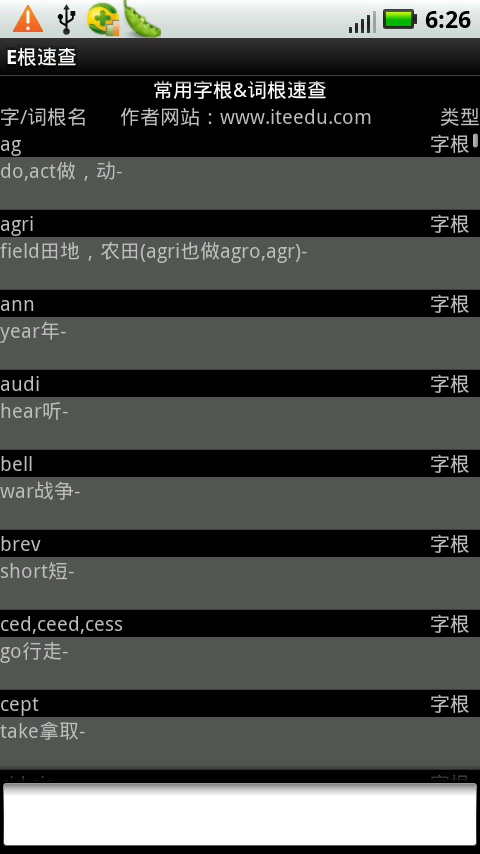 6:26
E根速查
常用字根&词根速查
字/词根名 作者网站：www.iteedu.com 类型
ag 字根
do,act做，动-
agri 字根
field田地，农田(agri也做agro,agr)-
ann 字根
year年-
audi 字根
hear听-
bell 字根
war战争-
brev 字根
short短-
ced,ceed,cess 字根
go行走-
cept 字根
take拿取-
字根